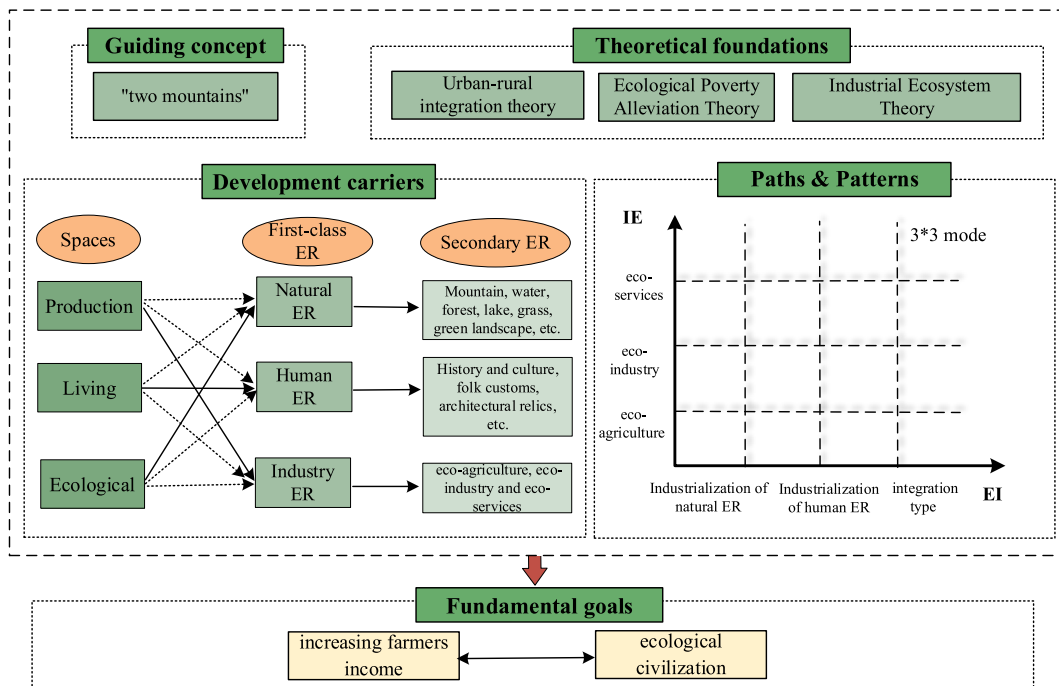 Guiding concept
"two mountains"
Theoretical foundations
Urban-rural
integration theory
Ecological Poverty
Alleviation Theory
Industrial Ecosystem
Theory
Development carriers
Spaces
First-class
ER
Secondary ER
Production
Natural
ER
Mountain, water,
forest, lake, grass,
green landscape, etc.
Living
Human
ER
History and culture,
folk customs,
architectural relics,
etc.
Ecological
Industry
ER
eco-agriculture, eco-
industry and eco-
services
Paths & Patterns
IE
3*3 mode
eco-
services
eco-
industry
eco-
agriculture
Industrialization of
natural ER
Industrialization
of human ER
integration
type
EI
Fundamental goals
increasing farmers
income
ecological
civilization